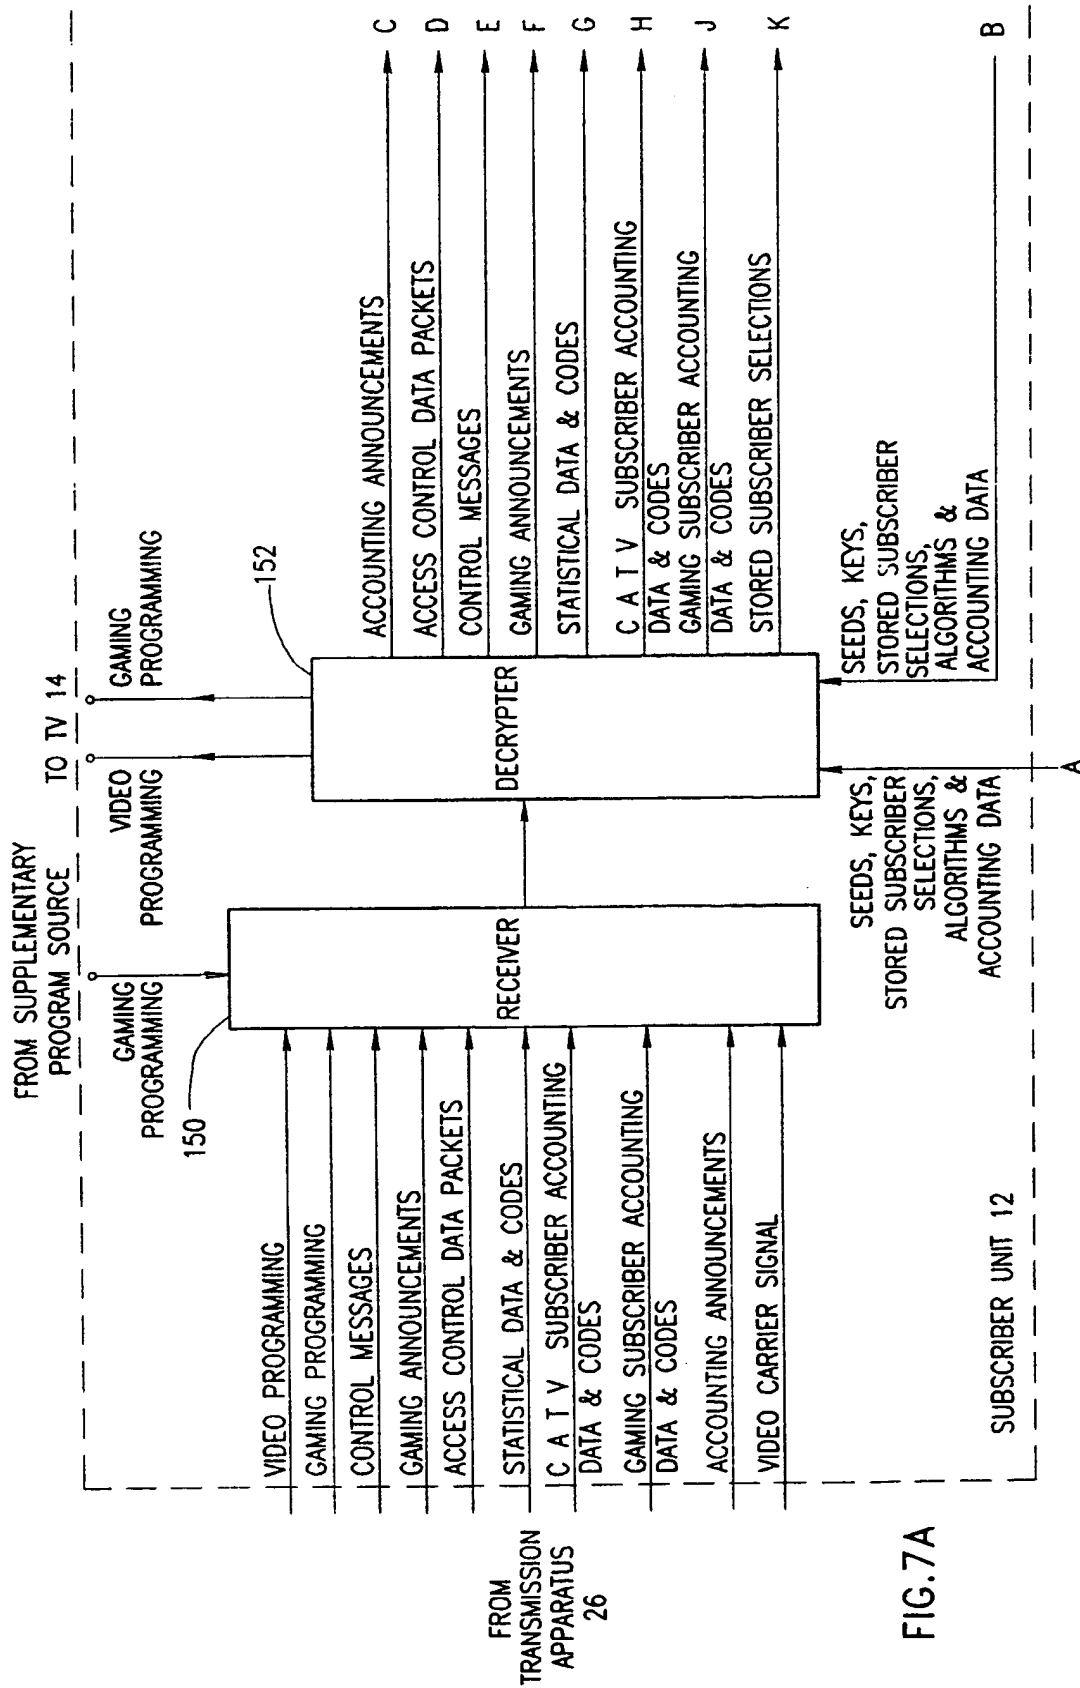 FROM SUPPLEMENTARY
PROGRAM SOURCE
TO TV 14
GAMING
PROGRAMMING
VIDEO
PROGRAMMING
GAMING
PROGRAMMING
150
152
RECEIVER
DECRYPTER
FROM
TRANSMISSION
APPARATUS
26
VIDEO PROGRAMMING
GAMING PROGRAMMING
CONTROL MESSAGES
GAMING ANNOUNCEMENTS
ACCESS CONTROL DATA PACKETS
STATISTICAL DATA & CODES
C A T V SUBSCRIBER ACCOUNTING
DATA & CODES
GAMING SUBSCRIBER ACCOUNTING
DATA & CODES
ACCOUNTING ANNOUNCEMENTS
VIDEO CARRIER SIGNAL
ACCOUNTING ANNOUNCEMENTS
C
ACCESS CONTROL DATA PACKETS
D
CONTROL MESSAGES
E
GAMING ANNOUNCEMENTS
F
STATISTICAL DATA & CODES
G
C A T V SUBSCRIBER ACCOUNTING
DATA & CODES
H
GAMING SUBSCRIBER ACCOUNTING
DATA & CODES
J
STORED SUBSCRIBER SELECTIONS
K
SEEDS, KEYS,
STORED SUBSCRIBER
SELECTIONS,
ALGORITHMS &
ACCOUNTING DATA
A
SEEDS, KEYS,
STORED SUBSCRIBER
SELECTIONS,
ALGORITHMS &
ACCOUNTING DATA
B
SUBSCRIBER UNIT 12
FIG.7A